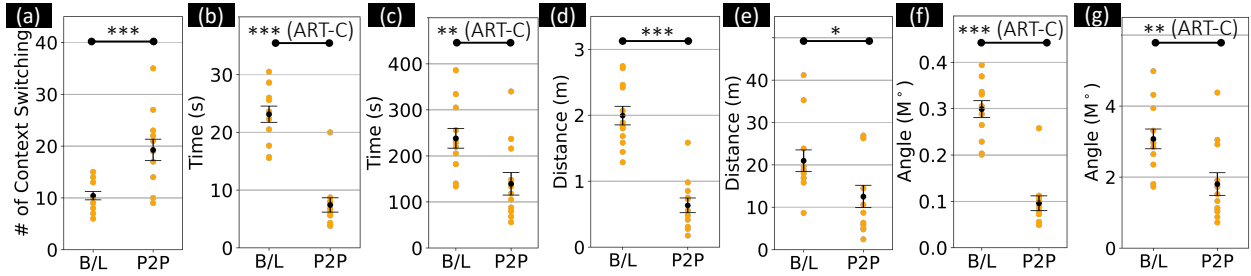 (a)
# of Context Switching
40
30
20
10
0
***
B/L P2P
(b)
Time (s)
30
20
10
0
*** (ART-C)
B/L P2P
(c)
Time (s)
400
300
200
100
0
** (ART-C)
B/L P2P
(d)
Distance (m)
3
2
1
0
***
B/L P2P
(e)
Distance (m)
50
40
30
20
10
0
*
B/L P2P
(f)
Angle (M°)
0.4
0.3
0.2
0.1
0.0
*** (ART-C)
B/L P2P
(g)
Angle (M°)
4
2
0
** (ART-C)
B/L P2P